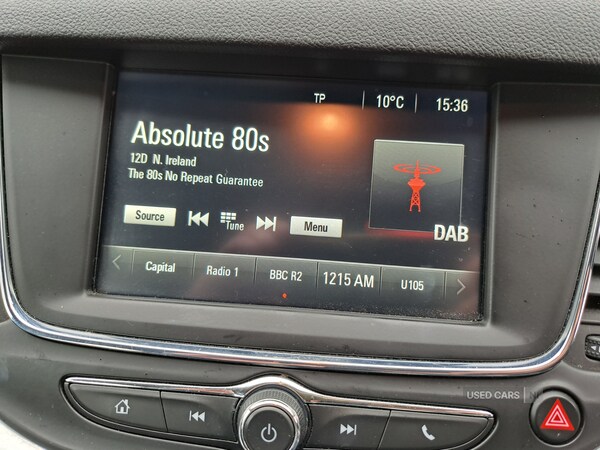 TP 10°C 15:36
Absolute 80s
12D N. Ireland
The 80s No Repeat Guarantee
Source Tune Menu
DAB
Capital Radio 1 BBC R2 1215 AM U105
USED CARS